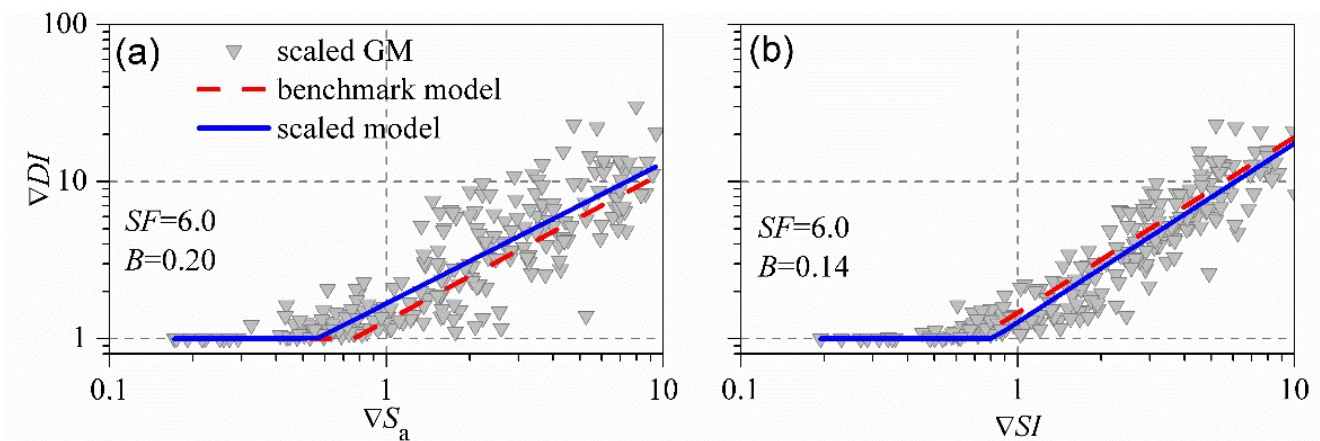 100
(a)
scaled GM
benchmark model
scaled model
10
∇DI
SF=6.0
B=0.20
1
0.1
1
10
∇Sa
(b)
SF=6.0
B=0.14
0.1
1
10
∇SI